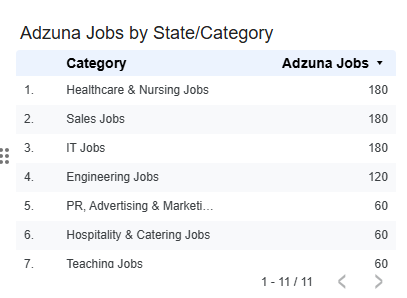 Adzuna Jobs by State/Category
Category Adzuna Jobs
1. Healthcare & Nursing Jobs 180
2. Sales Jobs 180
3. IT Jobs 180
4. Engineering Jobs 120
5. PR, Advertising & Marketi... 60
6. Hospitality & Catering Jobs 60
7. Teaching Jobs 60
1 - 11 / 11